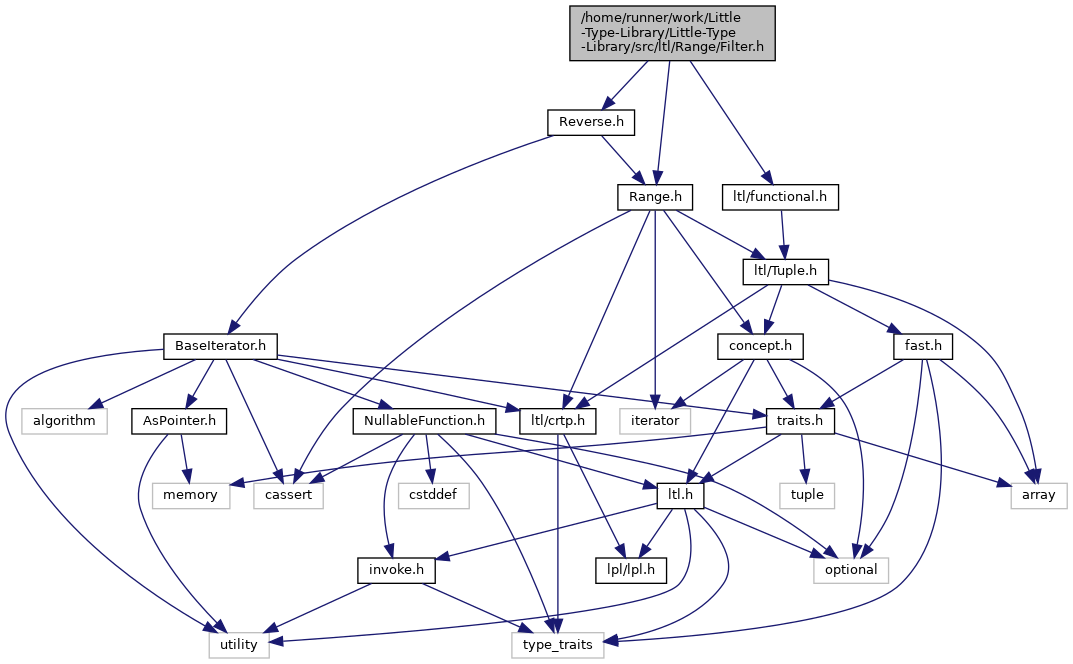 /home/runner/work/Little
-Type-Library/Little-Type
-Library/src/ltl/Range/Filter.h
Reverse.h
Range.h
ltl/functional.h
ltl/Tuple.h
BaseIterator.h
concept.h
fast.h
algorithm
AsPointer.h
NullableFunction.h
ltl/crtp.h
iterator
traits.h
memory
cassert
cstddef
ltl.h
tuple
array
invoke.h
lpl/lpl.h
optional
utility
type_traits